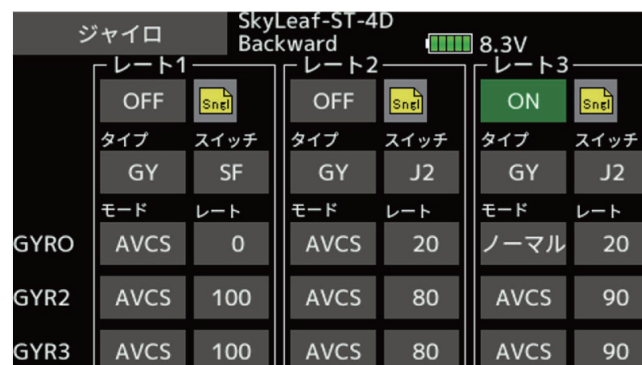 ジャイロ
SkyLeaf-ST-4D
Backward
8.3V
レート1 レート2 レート3
OFF Sngl OFF Sngl ON Sngl
タイプ スイッチ タイプ スイッチ タイプ スイッチ
GY SF GY J2 GY J2
モード レート モード レート モード レート
GYRO AVCS 0 AVCS 20 ノーマル 20
GYR2 AVCS 100 AVCS 80 AVCS 90
GYR3 AVCS 100 AVCS 80 AVCS 90